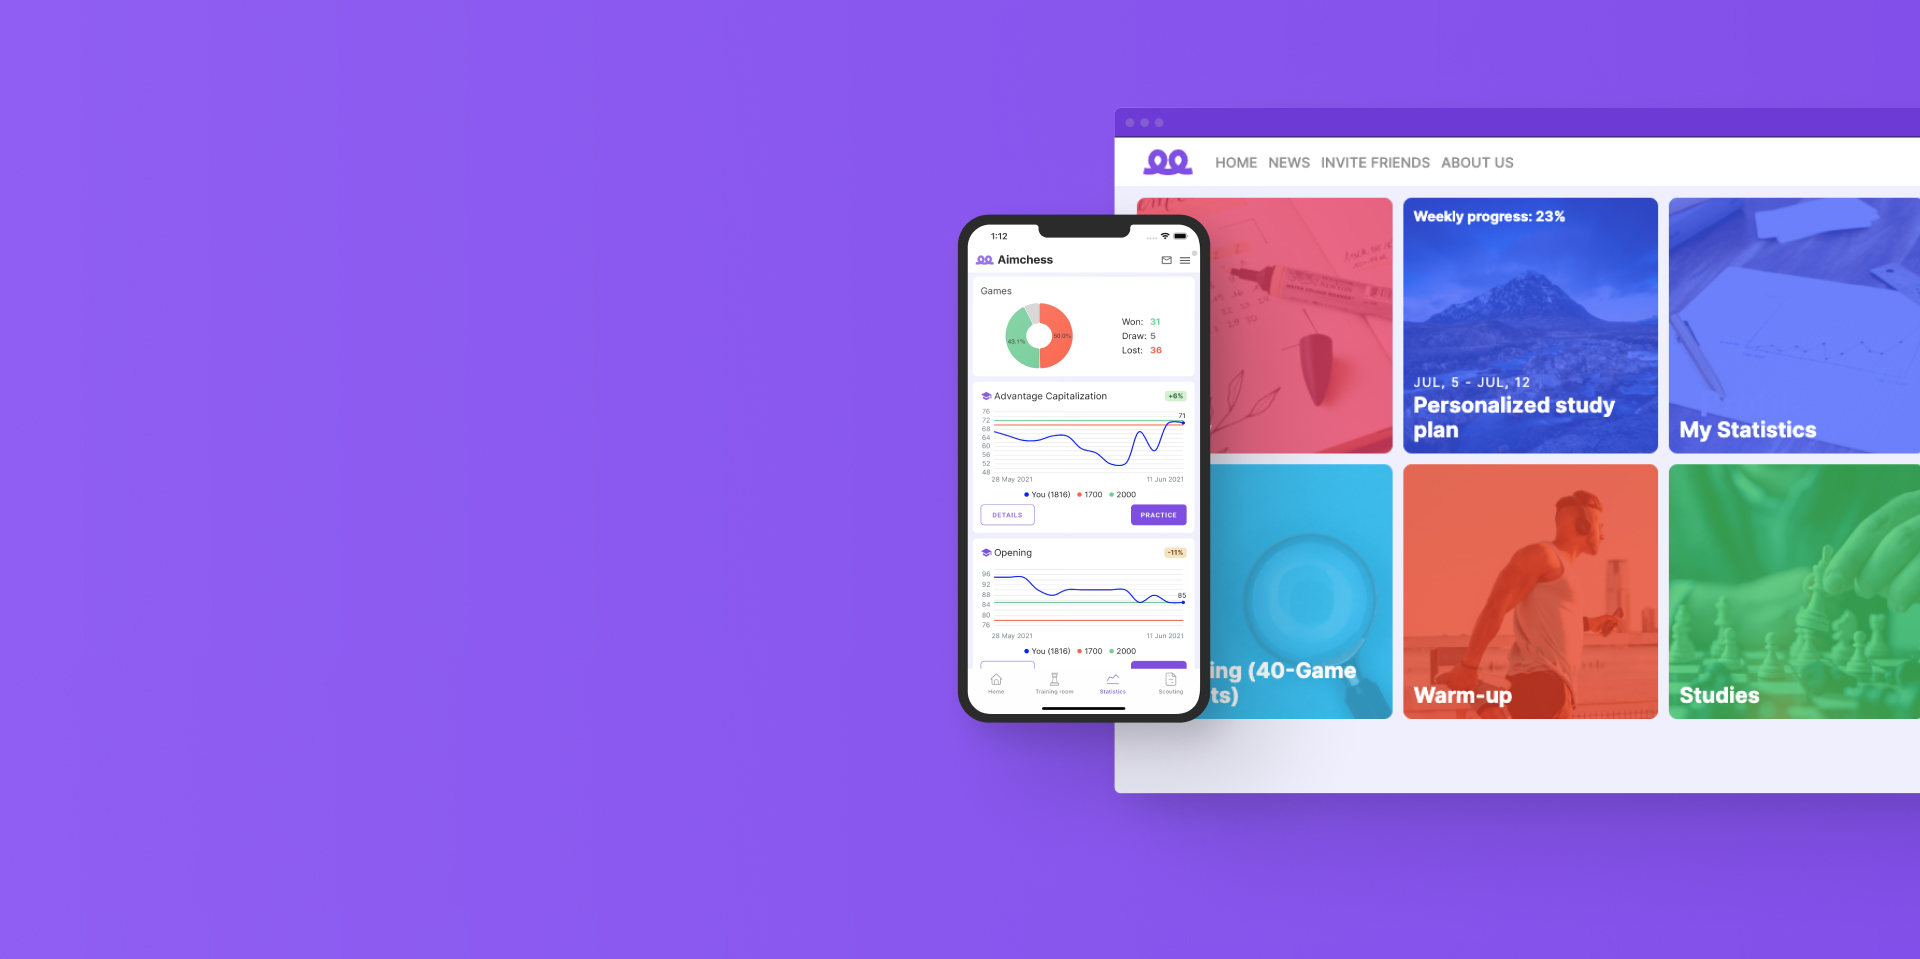 HOME NEWS INVITE FRIENDS ABOUT US
Weekly progress: 23%
JUL, 5 - JUL, 12
Personalized study
plan
My Statistics
ing (40-Game
ts)
Warm-up
Studies
1:12
Aimchess
Games
43.1%
50.0%
Won: 31
Draw: 5
Lost: 36
Advantage Capitalization
+6%
76
72
68
64
60
56
52
48
71
28 May 2021
11 Jun 2021
You (1816) 1700 2000
DETAILS
PRACTICE
Opening
-11%
96
92
88
84
80
76
85
28 May 2021
11 Jun 2021
You (1816) 1700 2000
Home
Training room
Statistics
Scouting